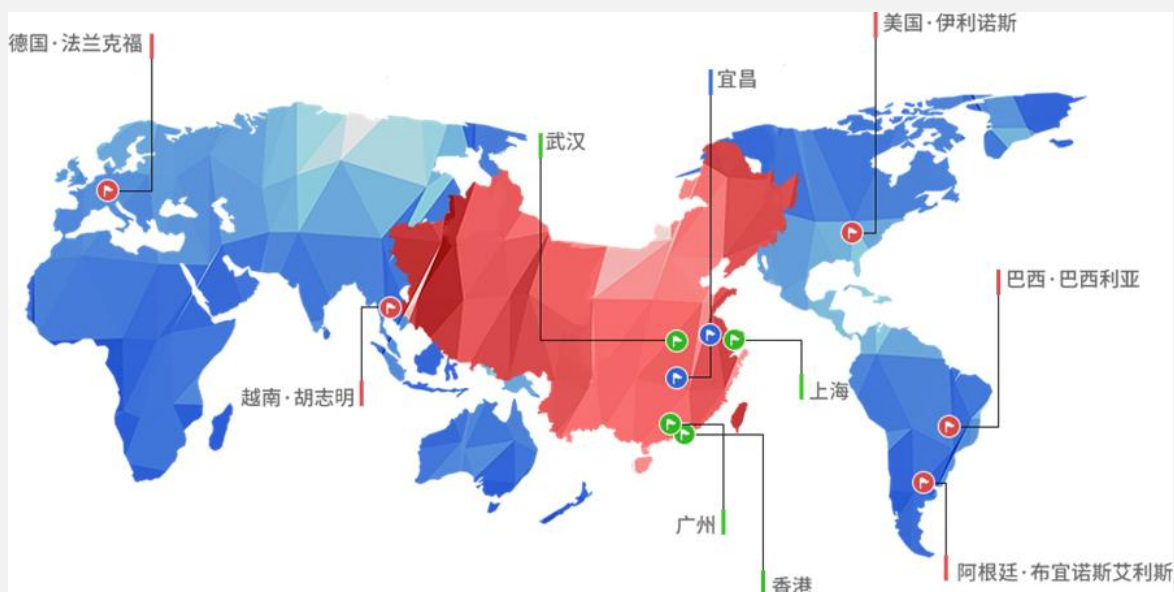 美国·伊利诺斯
德国·法兰克福
宜昌
武汉
巴西·巴西利亚
上海
越南·胡志明
广州
阿根廷·布宜诺斯艾利斯
香港